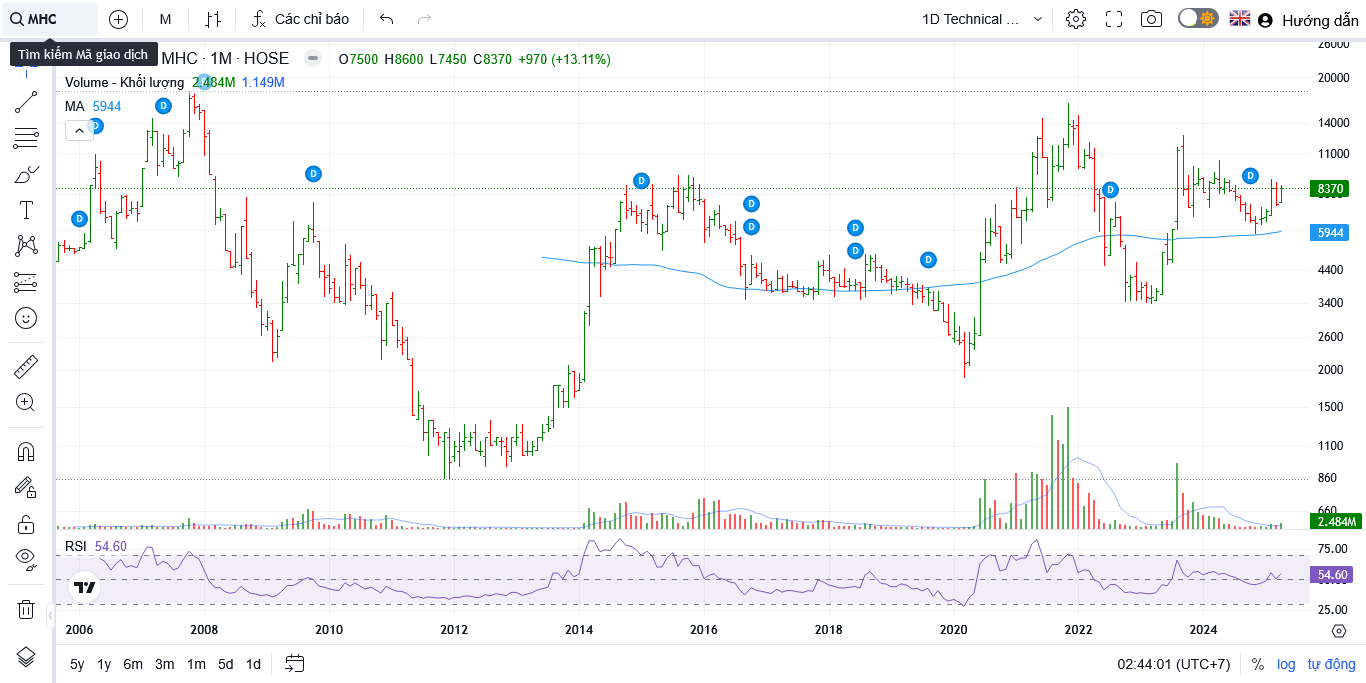 MHC
M
Các chỉ báo
1D Technical ...
Hướng dẫn
Tìm kiếm Mã giao dịch
MHC · 1M · HOSE
O7500 H8600 L7450 C8370 +970 (+13.11%)
Volume - Khối lượng 2.484M 1.149M
MA 5944
D
D
D
D
D
D
D
D
D
D
D
D
D
26000
20000
14000
11000
8370
5944
4400
3400
2600
2000
1500
1100
860
660
2.484M
RSI 54.60
75.00
54.60
25.00
2006 2008 2010 2012 2014 2016 2018 2020 2022 2024
5y 1y 6m 3m 1m 5d 1d
02:44:01 (UTC+7)
% log tự động